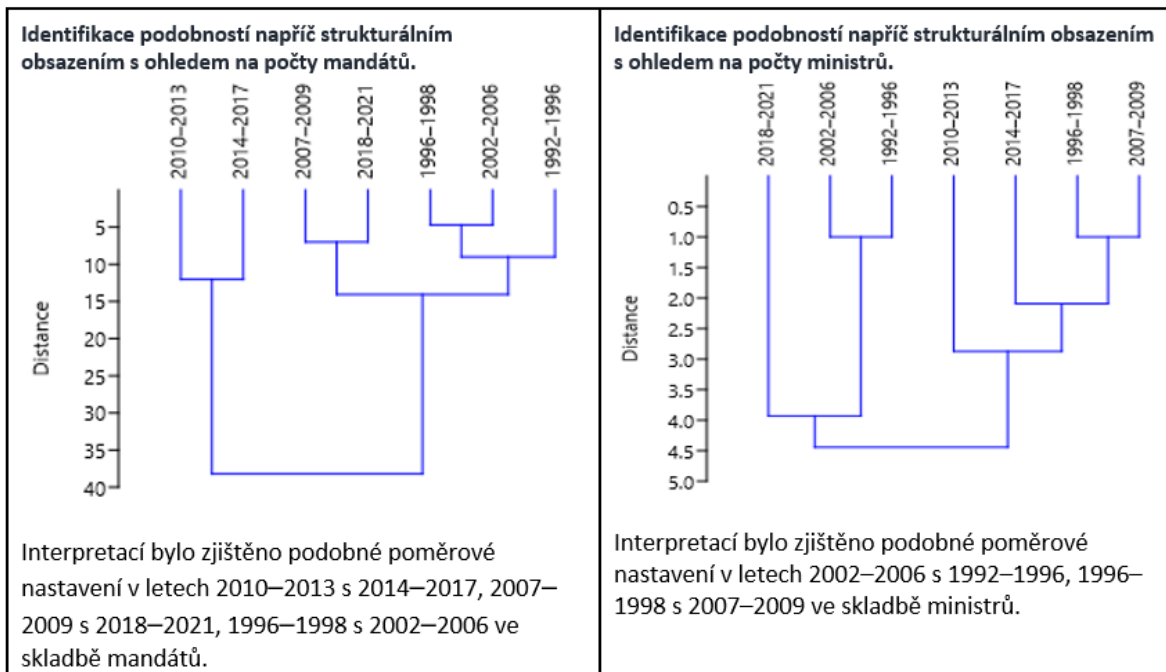 Identifikace podobností napříč strukturálním
obsazením s ohledem na počty mandátů.
2010–2013
2014–2017
2007–2009
2018–2021
1996–1998
2002–2006
1992–1996
5
10
15
20
25
30
35
40
Distance
Interpretací bylo zjištěno podobné poměrové
nastavení v letech 2010–2013 s 2014–2017, 2007–
2009 s 2018–2021, 1996–1998 s 2002–2006 ve
skladbě mandátů.
Identifikace podobností napříč strukturálním obsazením
s ohledem na počty ministrů.
2018–2021
2002–2006
1992–1996
2010–2013
2014–2017
1996–1998
2007–2009
0.5
1.0
1.5
2.0
2.5
3.0
3.5
4.0
4.5
5.0
Distance
Interpretací bylo zjištěno podobné poměrové
nastavení v letech 2002–2006 s 1992–1996, 1996–
1998 s 2007–2009 ve skladbě ministrů.